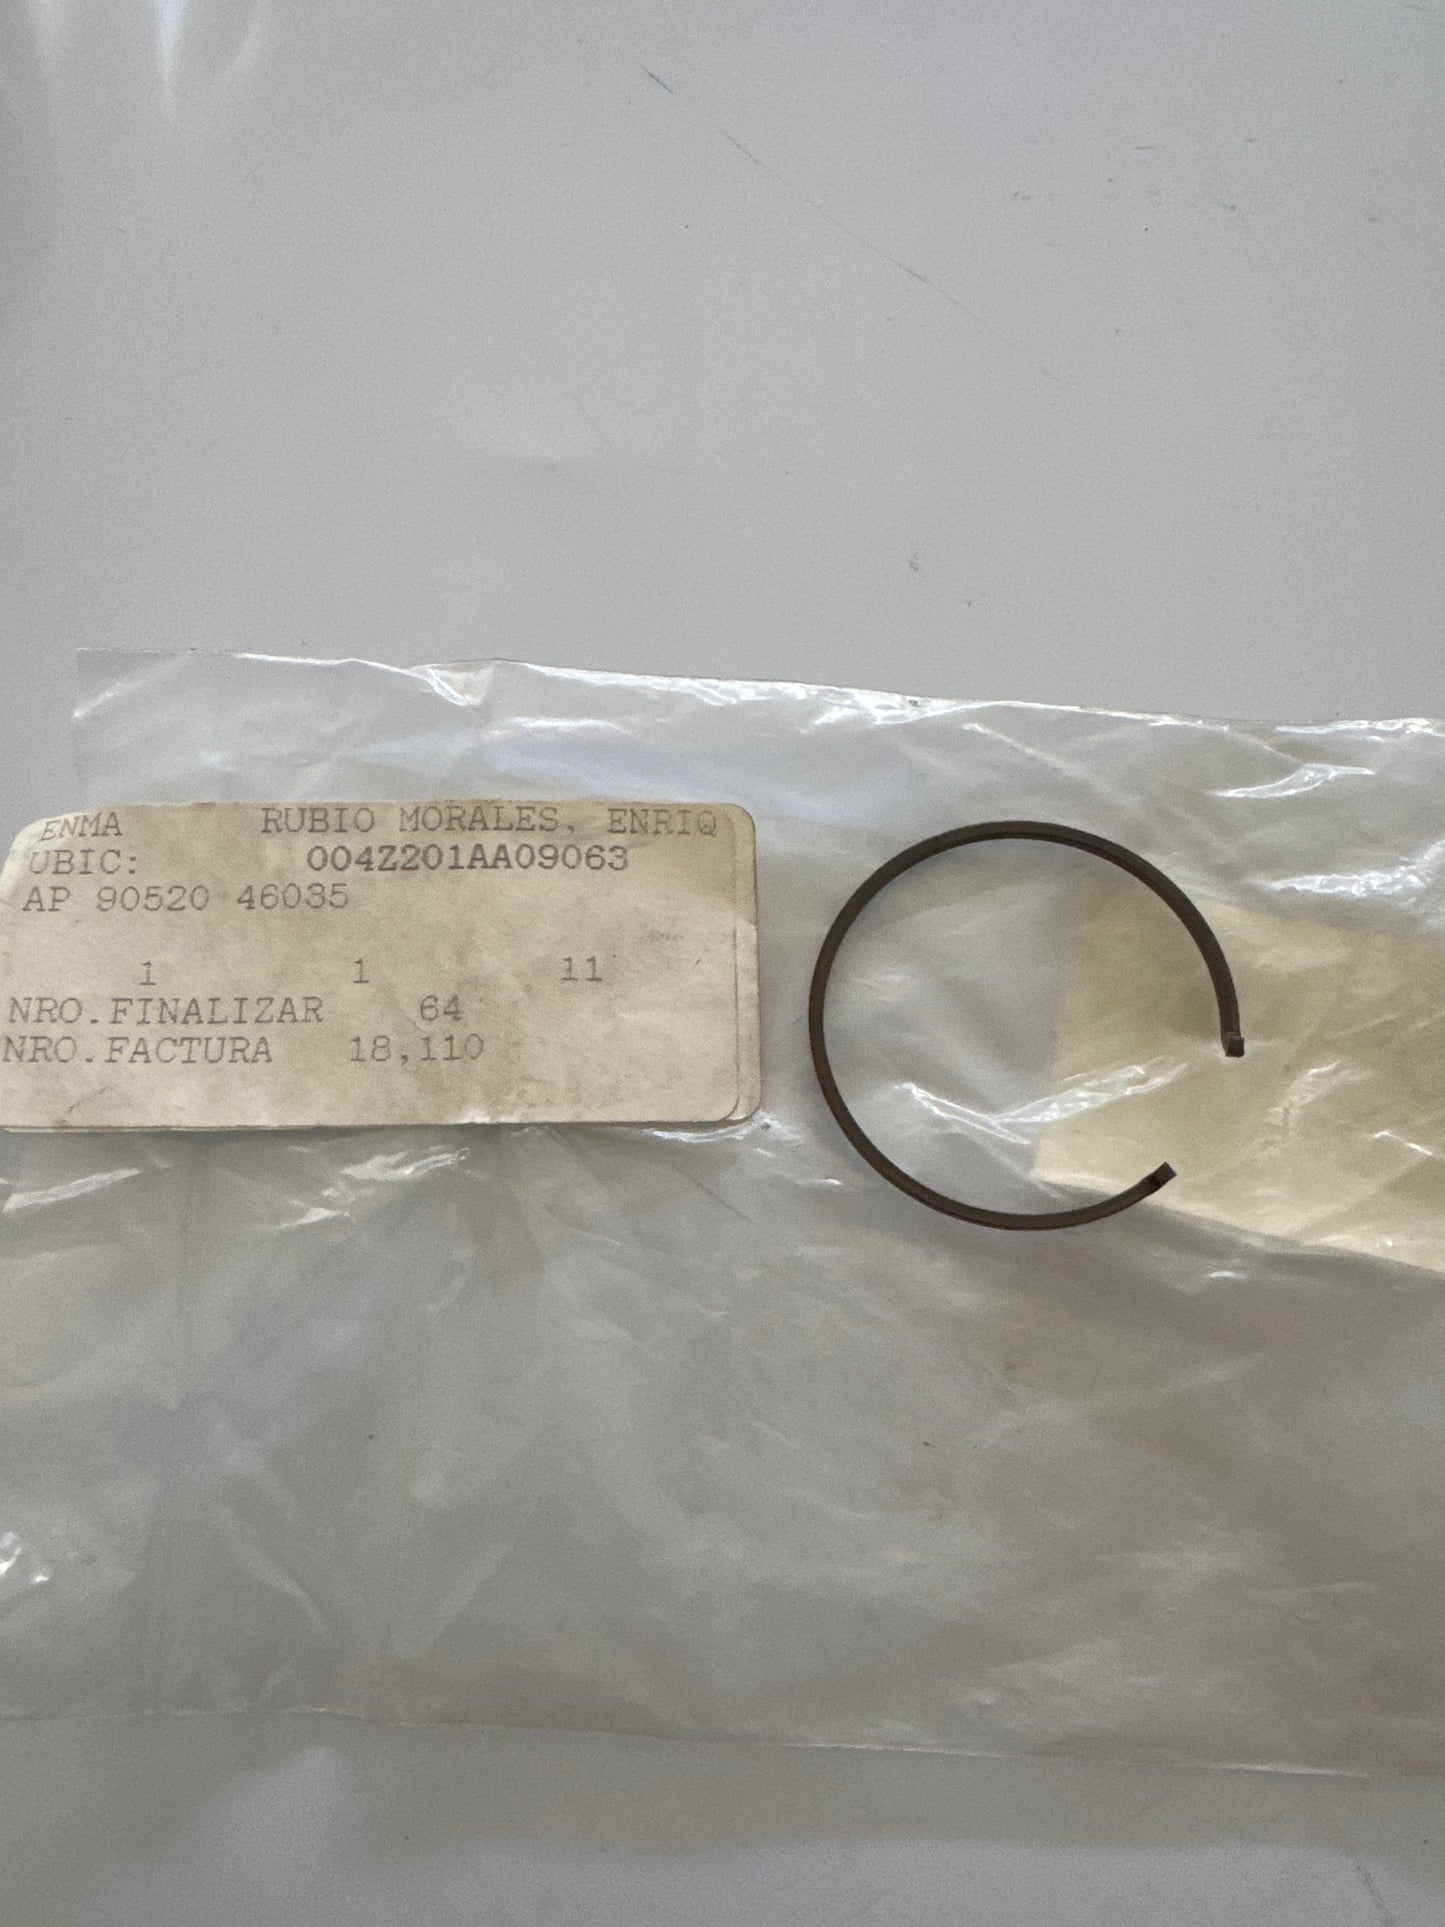 ENMA RUBIO MORALES, ENRIQ
UBIC: 004Z201AA09063
AP 90520 46035
1 1 11
NRO.FINALIZAR 64
NRO.FACTURA 18,110